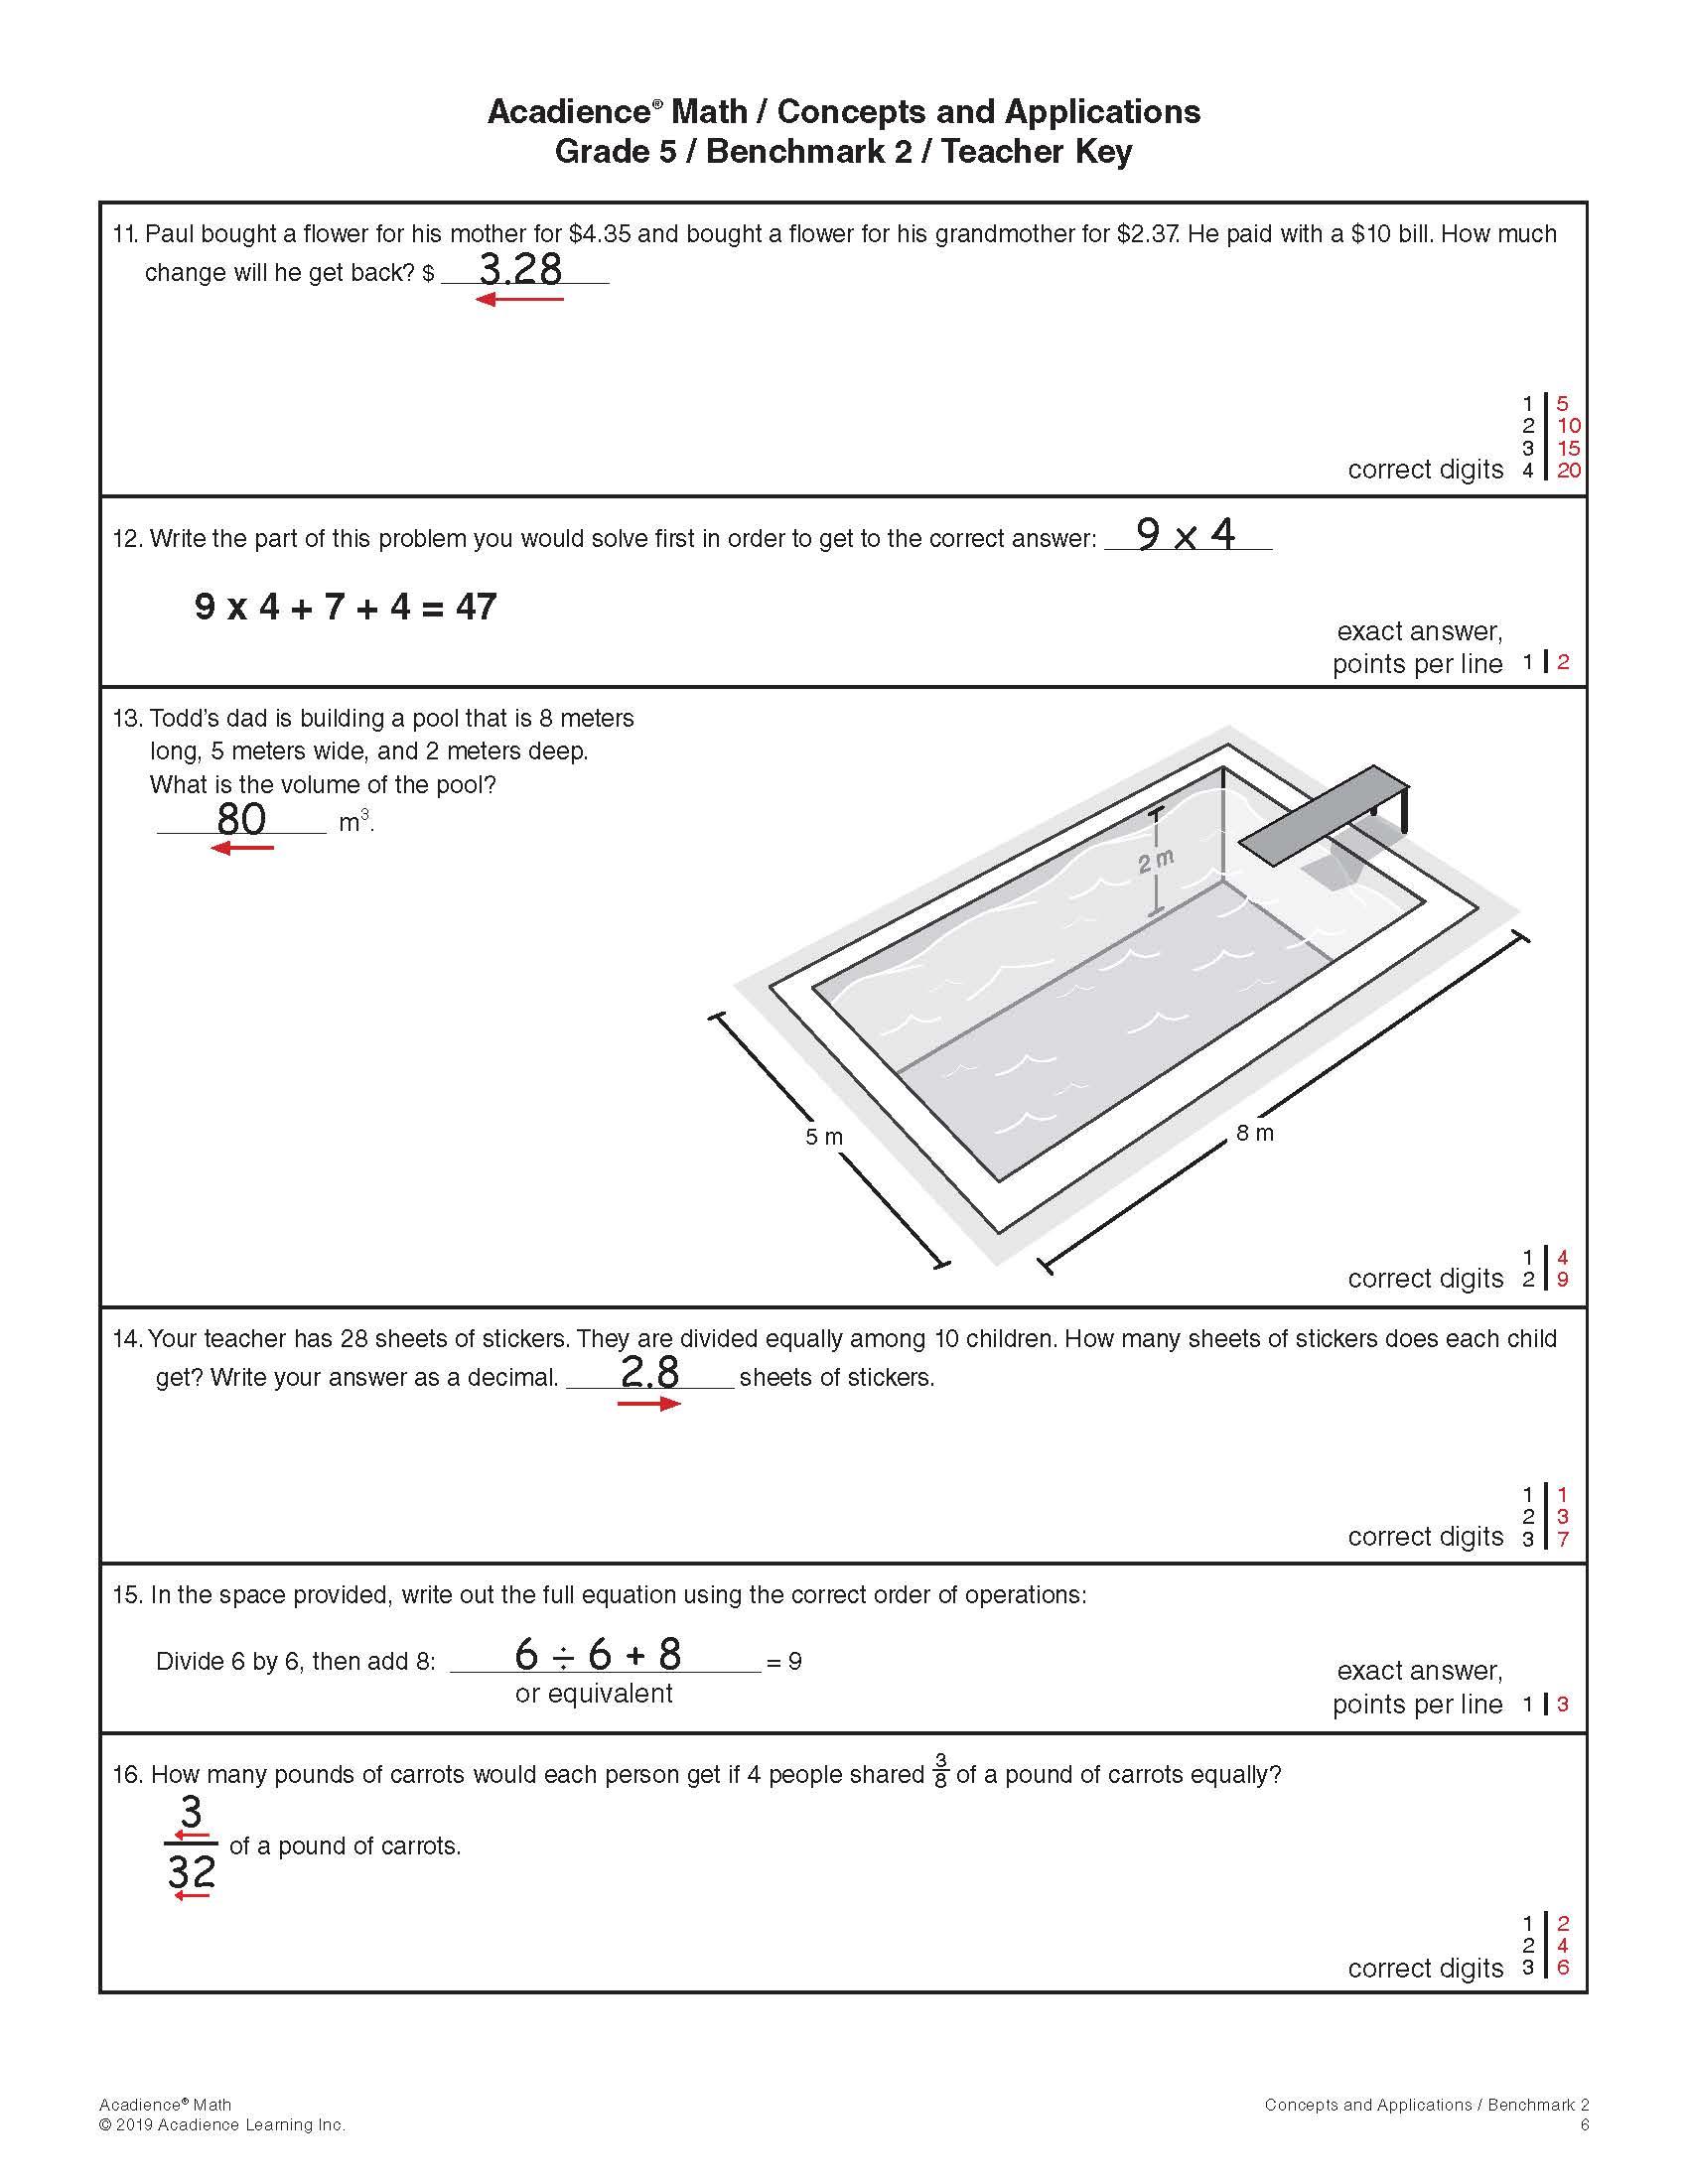 Acadience® Math / Concepts and Applications
Grade 5 / Benchmark 2 / Teacher Key
11. Paul bought a flower for his mother for $4.35 and bought a flower for his grandmother for $2.37. He paid with a $10 bill. How much
change will he get back? $ 3.28
1 | 5
2 | 10
3 | 15
correct digits 4 | 20
12. Write the part of this problem you would solve first in order to get to the correct answer: 9 x 4
9 x 4 + 7 + 4 = 47
exact answer,
points per line 1 | 2
13. Todd's dad is building a pool that is 8 meters
long, 5 meters wide, and 2 meters deep.
What is the volume of the pool?
80 m³.
2 m
5 m
8 m
1 | 4
correct digits 2 | 9
14. Your teacher has 28 sheets of stickers. They are divided equally among 10 children. How many sheets of stickers does each child
get? Write your answer as a decimal. 2.8 sheets of stickers.
1 | 1
2 | 3
correct digits 3 | 7
15. In the space provided, write out the full equation using the correct order of operations:
Divide 6 by 6, then add 8: 6 ÷ 6 + 8 = 9
or equivalent
exact answer,
points per line 1 | 3
16. How many pounds of carrots would each person get if 4 people shared 3/8 of a pound of carrots equally?
3/32 of a pound of carrots.
1 | 2
2 | 4
correct digits 3 | 6
Acadience® Math
© 2019 Acadience Learning Inc.
Concepts and Applications / Benchmark 2
6